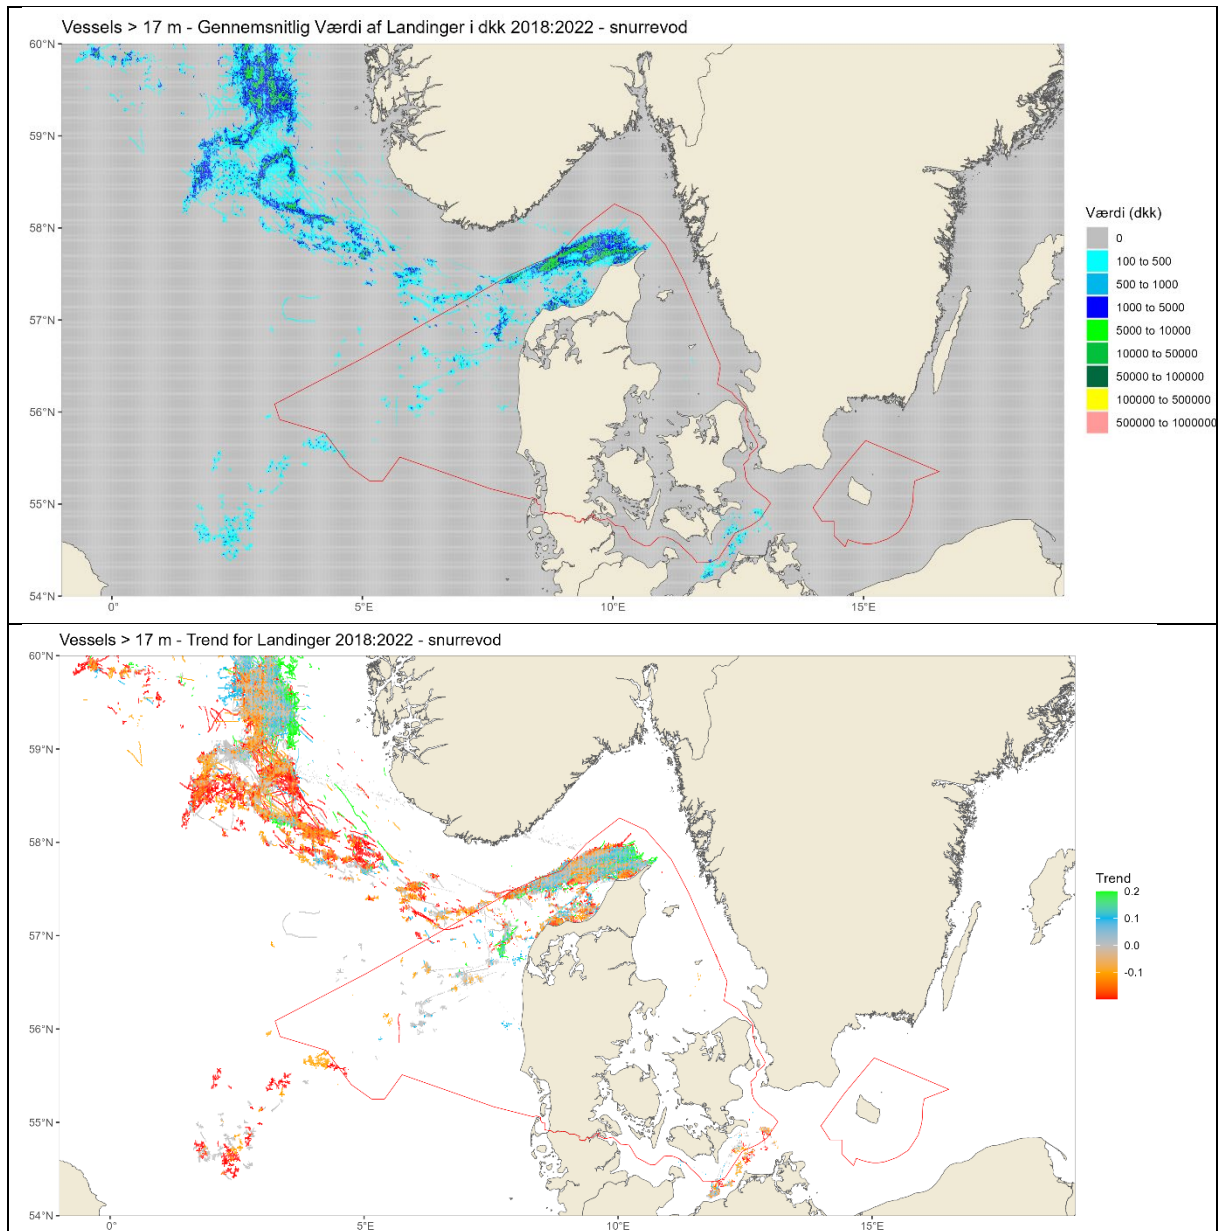 Vessels > 17 m - Gennemsnitlig Værdi af Landinger i dkk 2018:2022 - snurrevod
60°N
59°N
58°N
57°N
56°N
55°N
54°N
0°
5°E
10°E
15°E
Værdi (dkk)
0
100 to 500
500 to 1000
1000 to 5000
5000 to 10000
10000 to 50000
50000 to 100000
100000 to 500000
500000 to 1000000
Vessels > 17 m - Trend for Landinger 2018:2022 - snurrevod
60°N
59°N
58°N
57°N
56°N
55°N
54°N
0°
5°E
10°E
15°E
Trend
0.2
0.1
0.0
-0.1